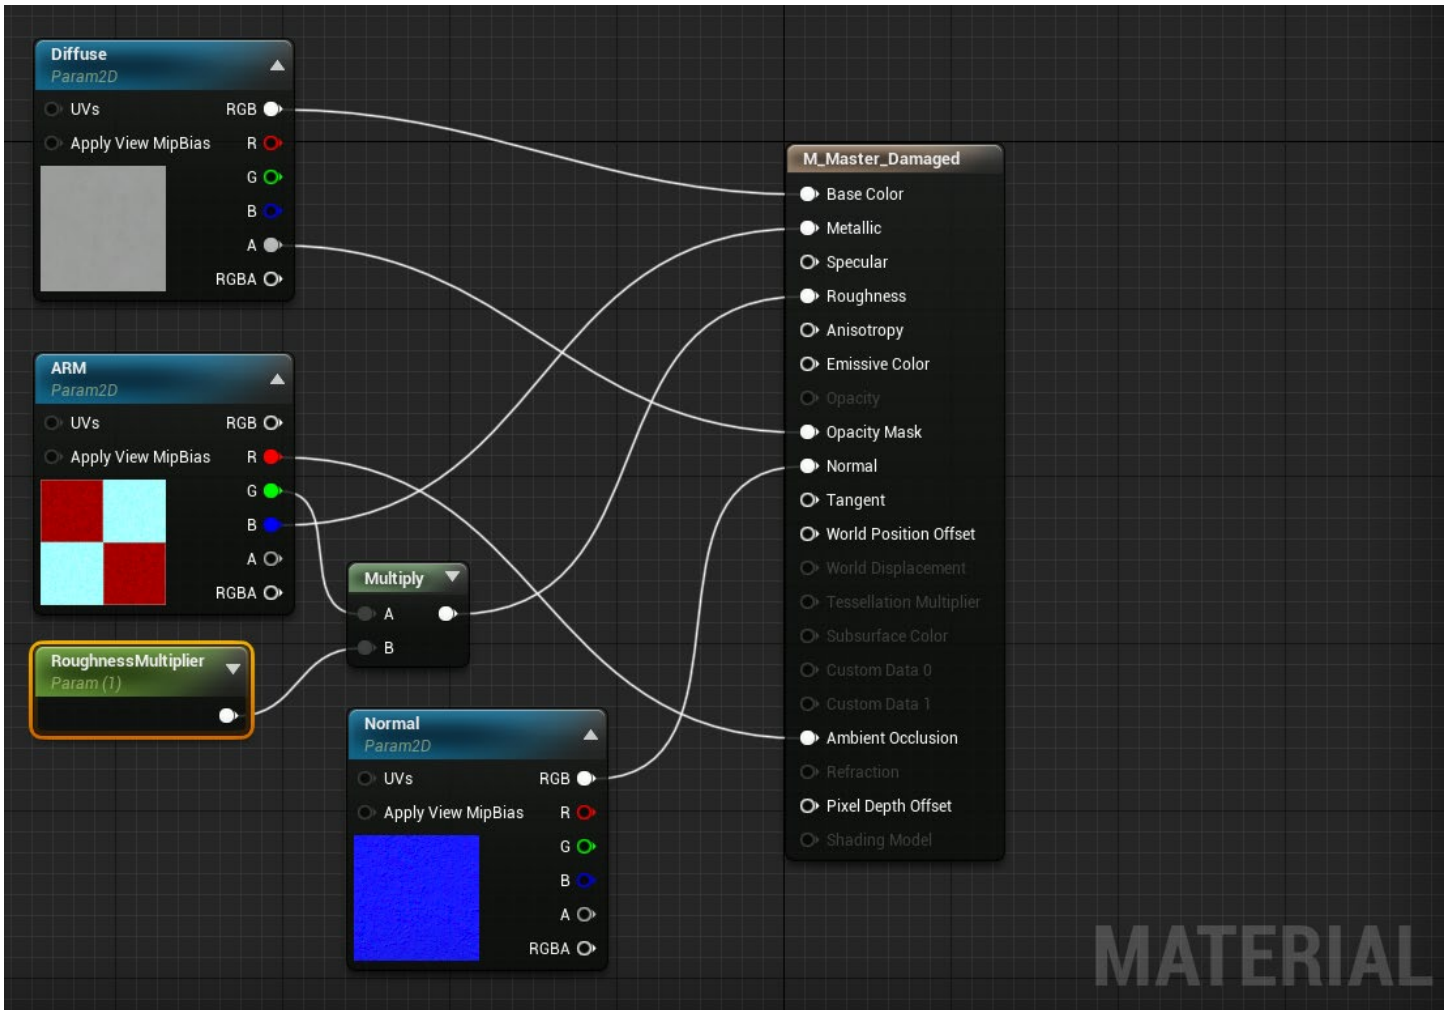 Diffuse
Param2D
UVs RGB
Apply View MipBias R
G
B
A
RGBA
ARM
Param2D
UVs RGB
Apply View MipBias R
G
B
A
RGBA
RoughnessMultiplier
Param (1)
Multiply
A
B
Normal
Param2D
UVs RGB
Apply View MipBias R
G
B
A
RGBA
M_Master_Damaged
Base Color
Metallic
Specular
Roughness
Anisotropy
Emissive Color
Opacity
Opacity Mask
Normal
Tangent
World Position Offset
World Displacement
Tessellation Multiplier
Subsurface Color
Custom Data 0
Custom Data 1
Ambient Occlusion
Refraction
Pixel Depth Offset
Shading Model
MATERIAL